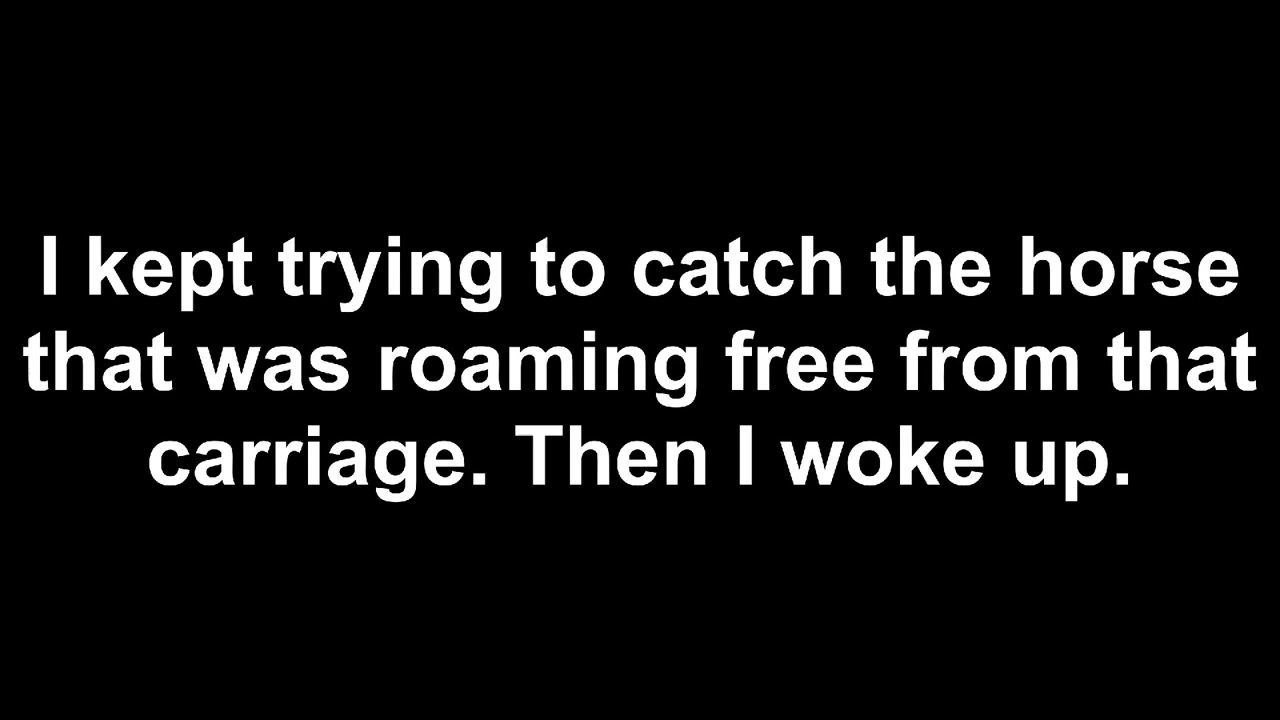 I kept trying to catch the horse
that was roaming free from that
carriage. Then I woke up.